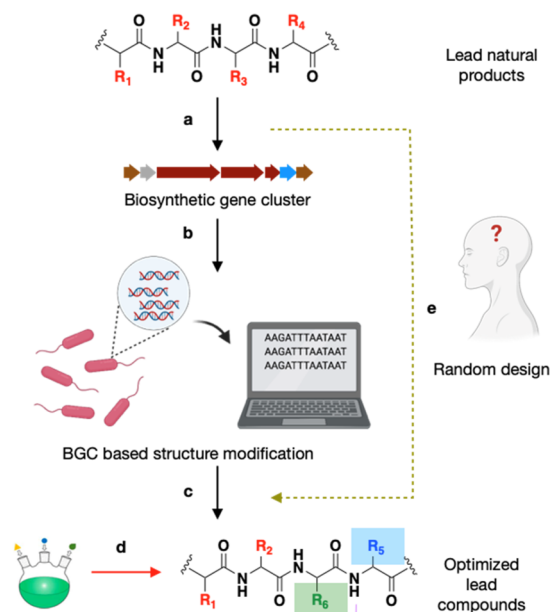 O
R2
H
N
O
R4
R1
N
H
O
R3
N
H
O
Lead natural
products
a
Biosynthetic gene cluster
b
?
e
Random design
AAGATTTAATAAT
AAGATTTAATAAT
AAGATTTAATAAT
BGC based structure modification
c
d
O
R2
H
N
O
R5
R1
N
H
O
R6
N
H
O
Optimized
lead
compounds